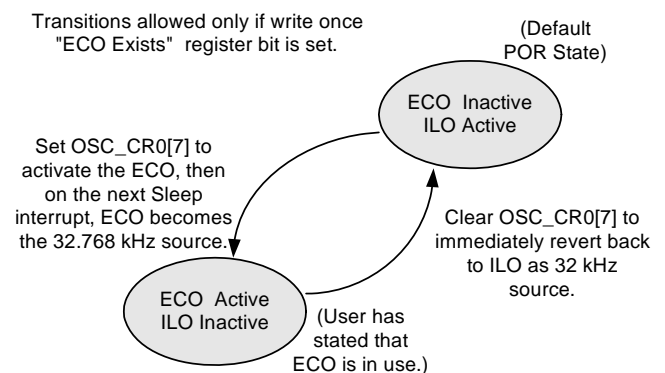 Transitions allowed only if write once
"ECO Exists" register bit is set.
(Default
POR State)
ECO Inactive
ILO Active
Set OSC_CR0[7] to
activate the ECO, then
on the next Sleep
interrupt, ECO becomes
the 32.768 kHz source.
Clear OSC_CR0[7] to
immediately revert back
to ILO as 32 kHz
source.
ECO Active
ILO Inactive
(User has
stated that
ECO is in use.)